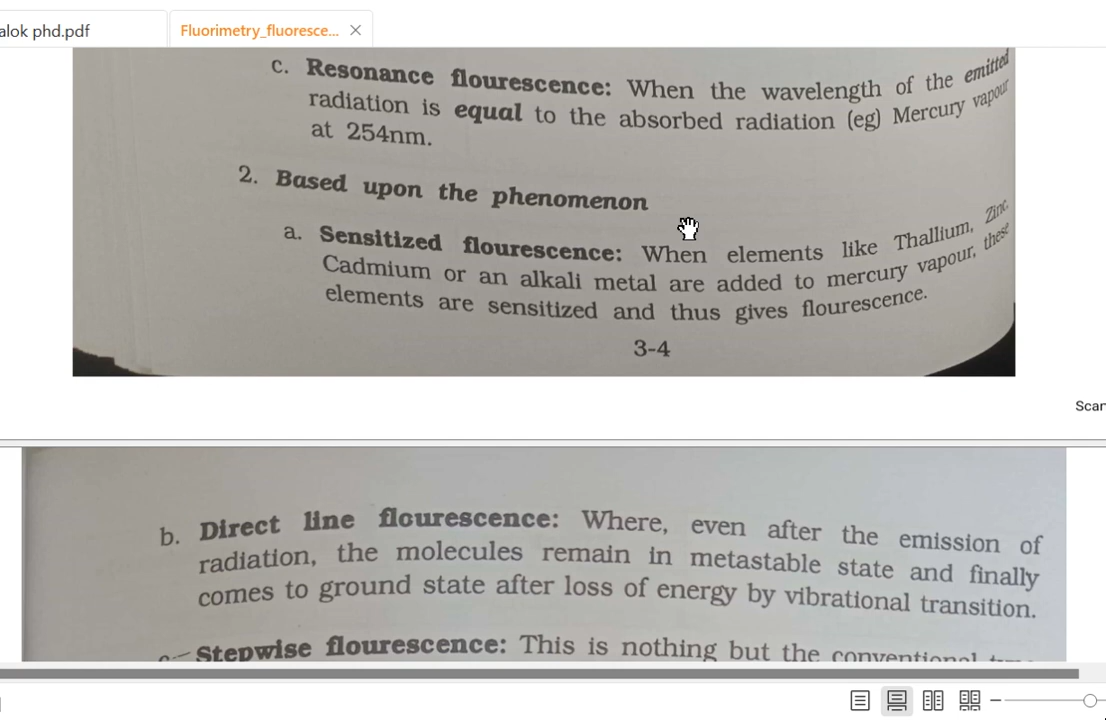 alok phd.pdf
Fluorimetry_fluoresce...
c. Resonance flourescence: When the wavelength of the emitted
radiation is equal to the absorbed radiation (eg) Mercury vapour
at 254nm.
2. Based upon the phenomenon
a. Sensitized flourescence: When elements like Thallium, Zinc,
Cadmium or an alkali metal are added to mercury vapour, these
elements are sensitized and thus gives flourescence.
3-4
Scan
b. Direct line flourescence: Where, even after the emission of
radiation, the molecules remain in metastable state and finally
comes to ground state after loss of energy by vibrational transition.
Stepwise flourescence: This is nothing but the conventional